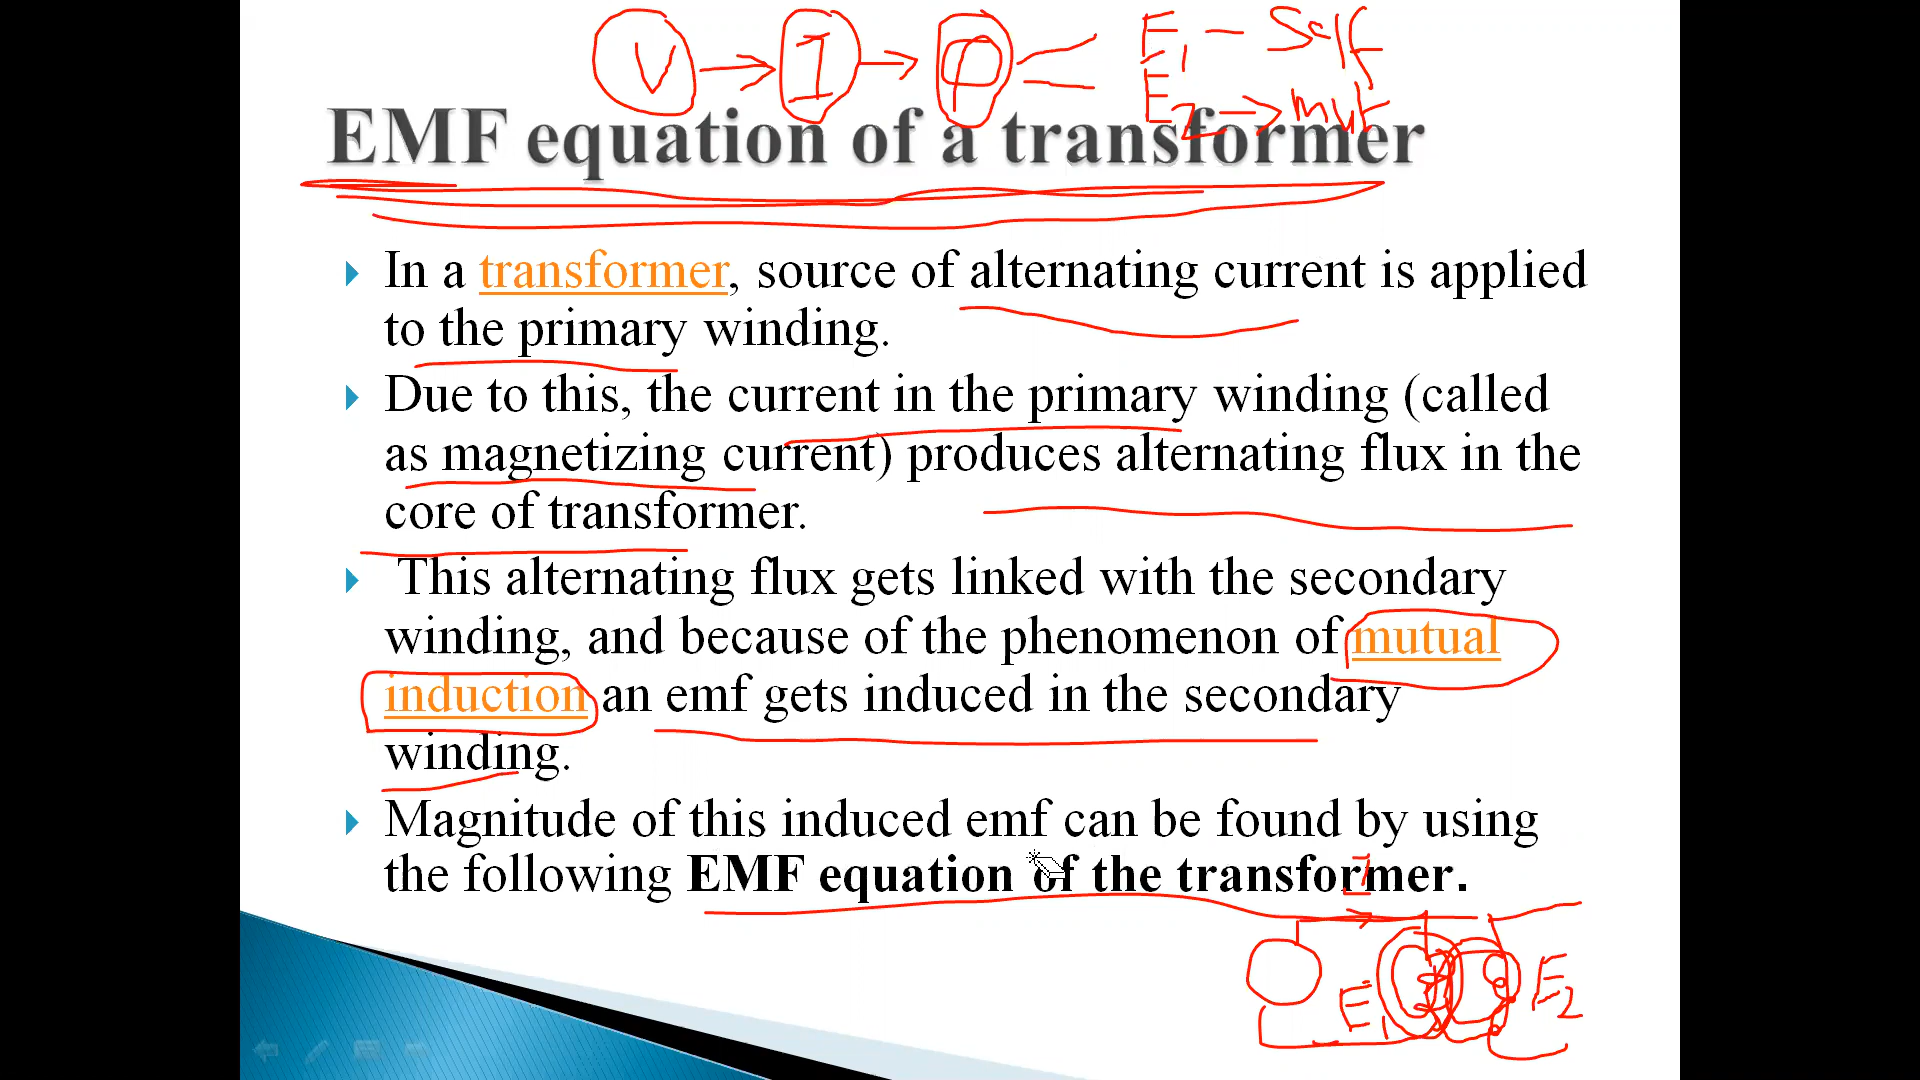 V → I → Φ E1 - Self
E2 → mut
EMF equation of a transformer
In a transformer, source of alternating current is applied
to the primary winding.
Due to this, the current in the primary winding (called
as magnetizing current) produces alternating flux in the
core of transformer.
This alternating flux gets linked with the secondary
winding, and because of the phenomenon of mutual
induction an emf gets induced in the secondary
winding.
Magnitude of this induced emf can be found by using
the following EMF equation of the transformer.
I
E1 E2